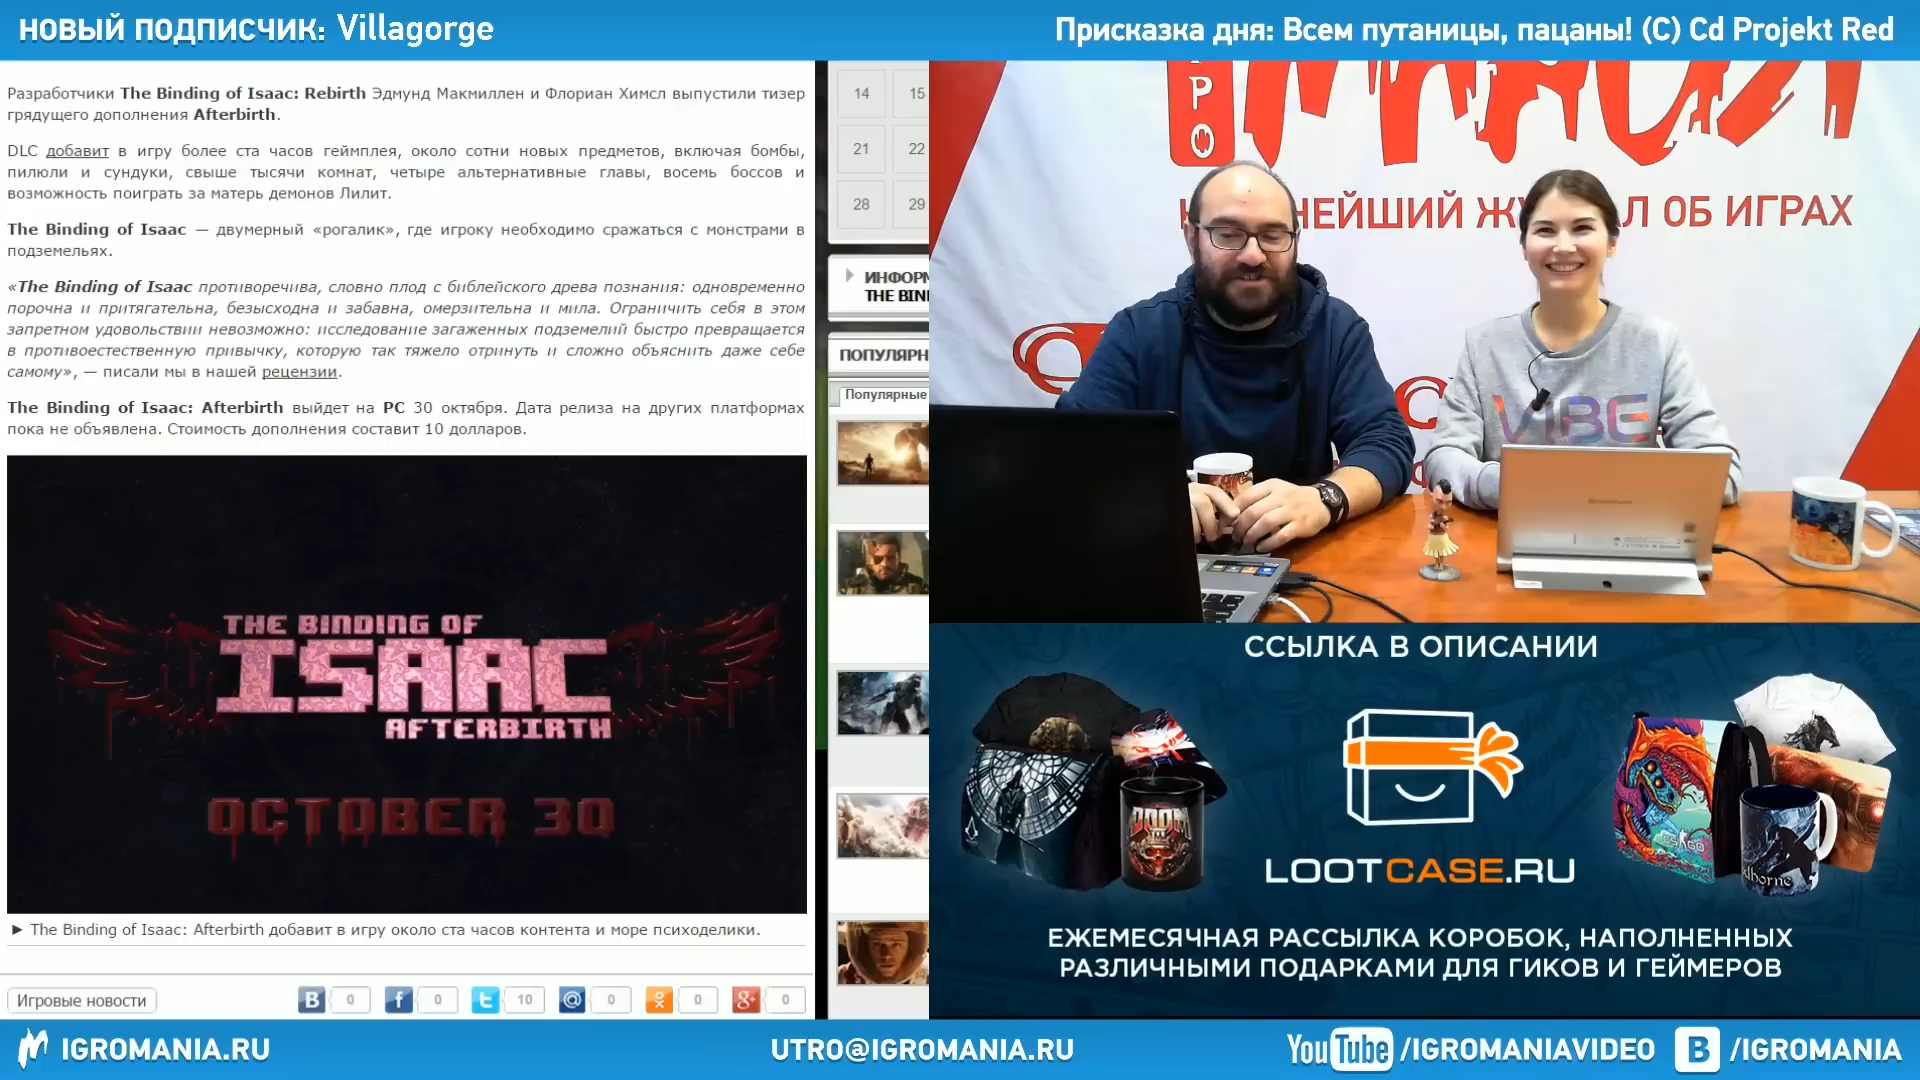 НОВЫЙ ПОДПИСЧИК: Villagorge
Присказка дня: Всем путаницы, пацаны! (С) Cd Projekt Red
Разработчики The Binding of Isaac: Rebirth Эдмунд Макмиллен и Флориан Химсл выпустили тизер
грядущего дополнения Afterbirth.
DLC добавит в игру более ста часов геймплея, около сотни новых предметов, включая бомбы,
пилюли и сундуки, свыше тысячи комнат, четыре альтернативные главы, восемь боссов и
возможность поиграть за матерь демонов Лилит.
The Binding of Isaac — двумерный «рогалик», где игроку необходимо сражаться с монстрами в
подземельях.
«The Binding of Isaac противоречива, словно плод с библейского древа познания: одновременно
порочна и притягательна, безысходна и забавна, омерзительна и мила. Ограничить себя в этом
запретном удовольствии невозможно: исследование загаженных подземелий быстро превращается
в противоестественную привычку, которую так тяжело отринуть и сложно объяснить даже себе
самому», — писали мы в нашей рецензии.
The Binding of Isaac: Afterbirth выйдет на PC 30 октября. Дата релиза на других платформах
пока не объявлена. Стоимость дополнения составит 10 долларов.
THE BINDING OF
ISAAC
AFTERBIRTH
OCTOBER 30
► The Binding of Isaac: Afterbirth добавит в игру около ста часов контента и море психоделики.
Игровые новости
0 0 10 0 0 0
14 15
21 22
28 29
ИНФОРМ
THE BIN
ПОПУЛЯРН
Популярные
ОБ ИГРАХ
VIBE
ССЫЛКА В ОПИСАНИИ
DOOM
CS:GO
LOOTCASE.RU
ЕЖЕМЕСЯЧНАЯ РАССЫЛКА КОРОБОК, НАПОЛНЕННЫХ
РАЗЛИЧНЫМИ ПОДАРКАМИ ДЛЯ ГИКОВ И ГЕЙМЕРОВ
IGROMANIA.RU
UTRO@IGROMANIA.RU
YouTube /IGROMANIAVIDEO
B /IGROMANIA